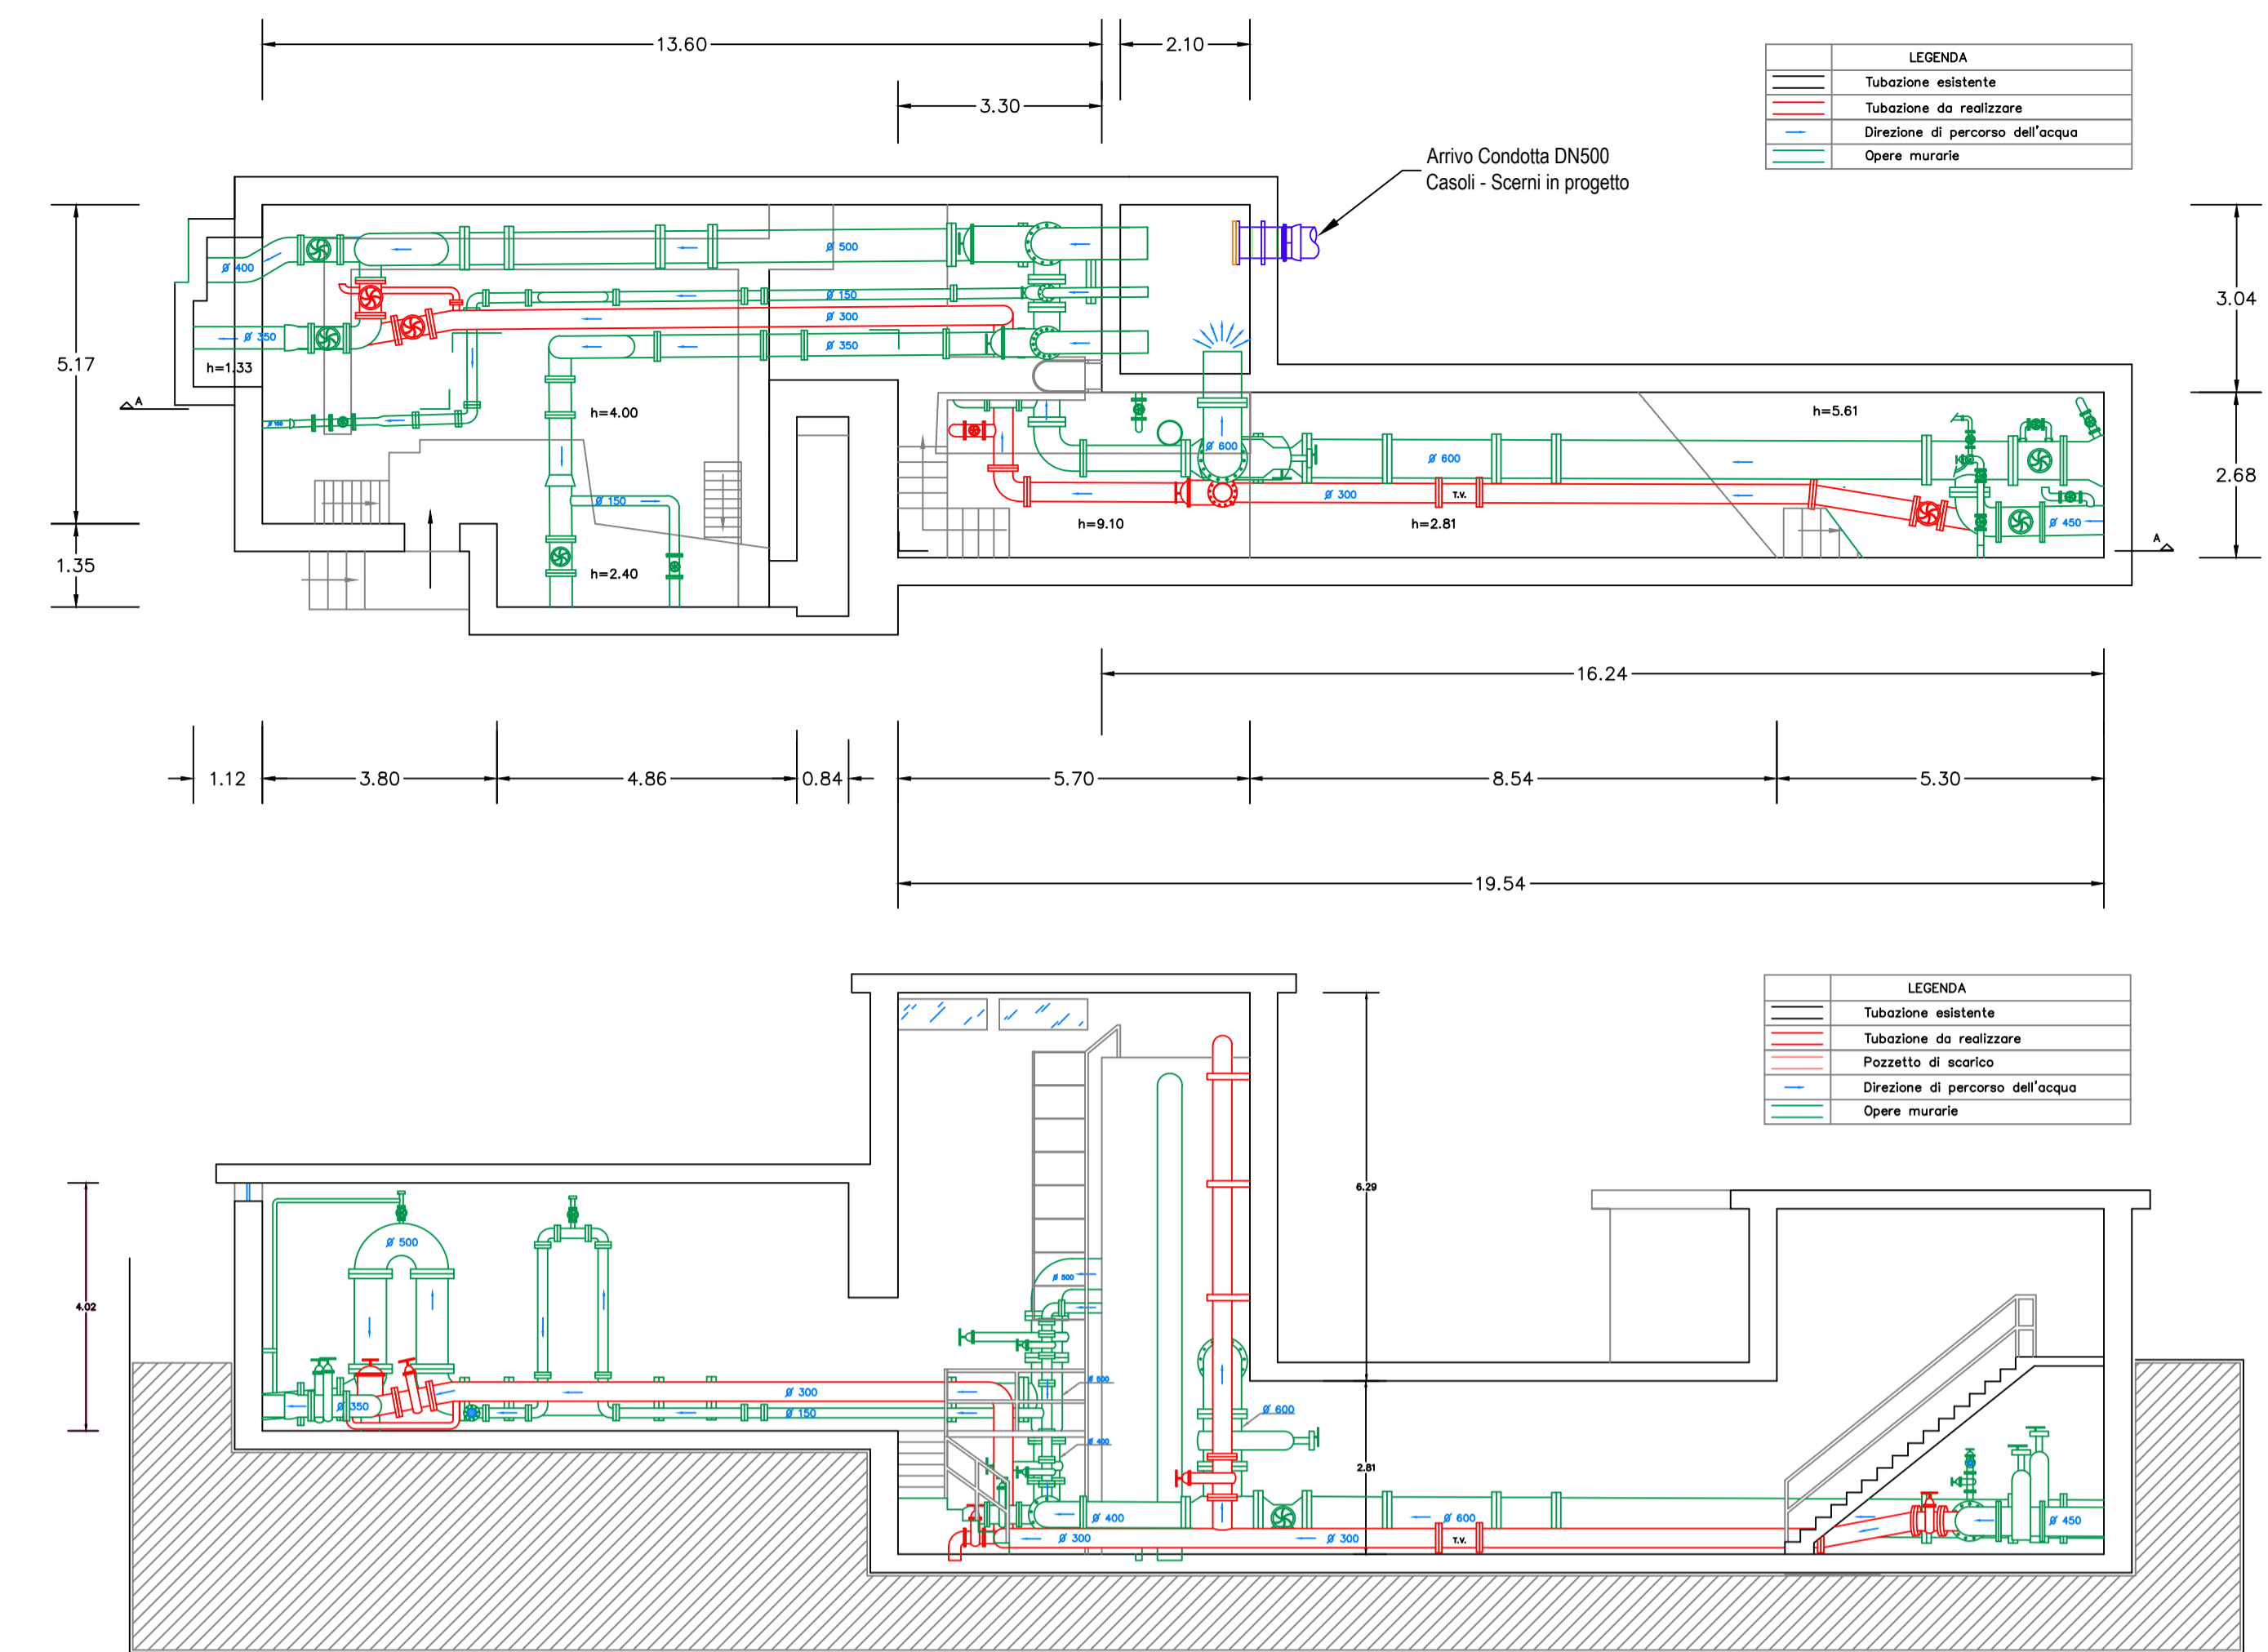 13.60
2.10
3.30
LEGENDA
Tubazione esistente
Tubazione da realizzare
Direzione di percorso dell'acqua
Opere murarie
Arrivo Condotta DN500
Casoli - Scerni in progetto
Ø 400
Ø 500
Ø 150
Ø 300
Ø 350
Ø 350
h=1.33
5.17
3.04
A
h=4.00
h=5.61
Ø 600
Ø 600
2.68
Ø 150
Ø 300
T.V.
h=9.10
h=2.81
Ø 450
A
1.35
h=2.40
16.24
1.12
3.80
4.86
0.84
5.70
8.54
5.30
19.54
LEGENDA
Tubazione esistente
Tubazione da realizzare
Pozzetto di scarico
Direzione di percorso dell'acqua
Opere murarie
6.29
4.02
Ø 500
Ø 500
Ø 350
Ø 300
Ø 150
Ø 600
Ø 600
Ø 400
2.81
Ø 400
Ø 600
Ø 300
Ø 300
T.V.
Ø 450